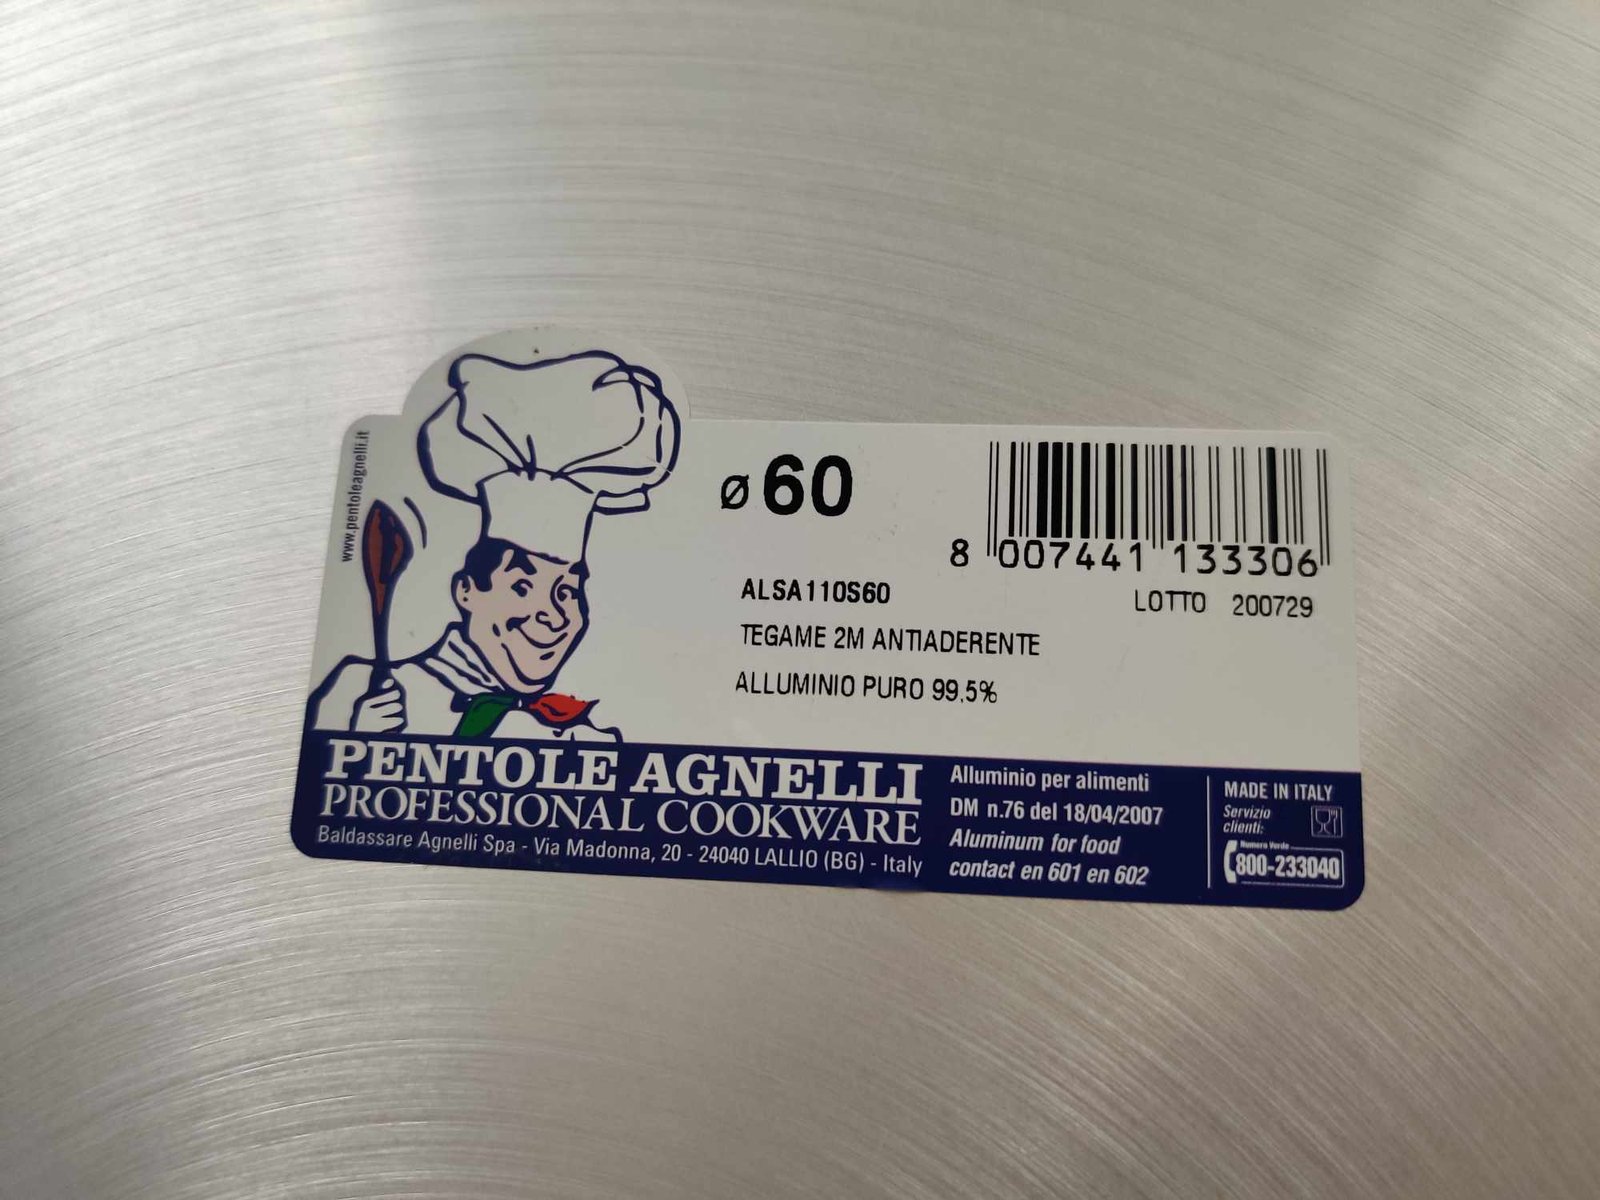 www.pentoleagnelli.it
ø 60
8 007441 133306
LOTTO 200729
ALSA110S60
TEGAME 2M ANTIADERENTE
ALLUMINIO PURO 99.5%
PENTOLE AGNELLI
PROFESSIONAL COOKWARE
Baldassare Agnelli Spa - Via Madonna, 20 - 24040 LALLIO (BG) - Italy
Alluminio per alimenti
DM n.76 del 18/04/2007
Aluminum for food
contact en 601 en 602
MADE IN ITALY
Servizio
clienti:
Numero Verde
800-233040